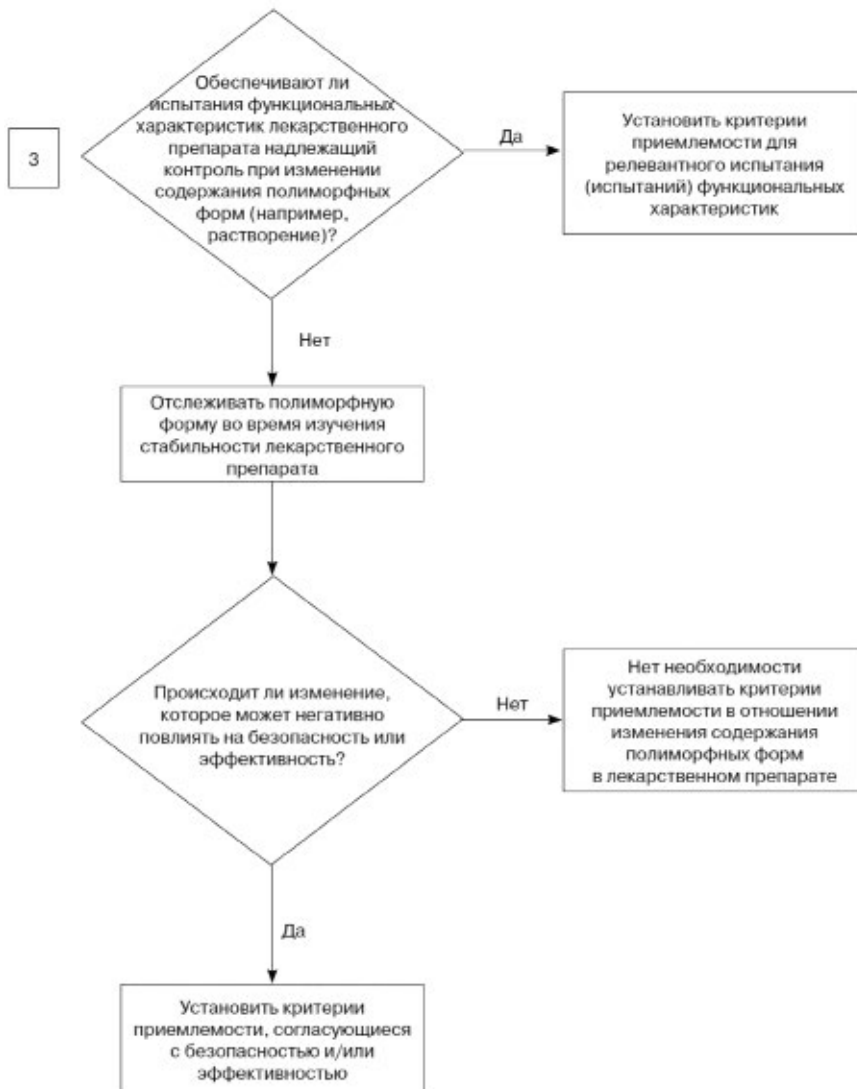 3
Обеспечивают ли
испытания функциональных
характеристик лекарственного
препарата надлежащий
контроль при изменении
содержания полиморфных
форм (например,
растворение)?
Да
Установить критерии
приемлемости для
релевантного испытания
(испытаний) функциональных
характеристик
Нет
Отслеживать полиморфную
форму во время изучения
стабильности лекарственного
препарата
Происходит ли изменение,
которое может негативно
повлиять на безопасность или
эффективность?
Нет
Нет необходимости
устанавливать критерии
приемлемости в отношении
изменения содержания
полиморфных форм
в лекарственном препарате
Да
Установить критерии
приемлемости, согласующиеся
с безопасностью и/или
эффективностью